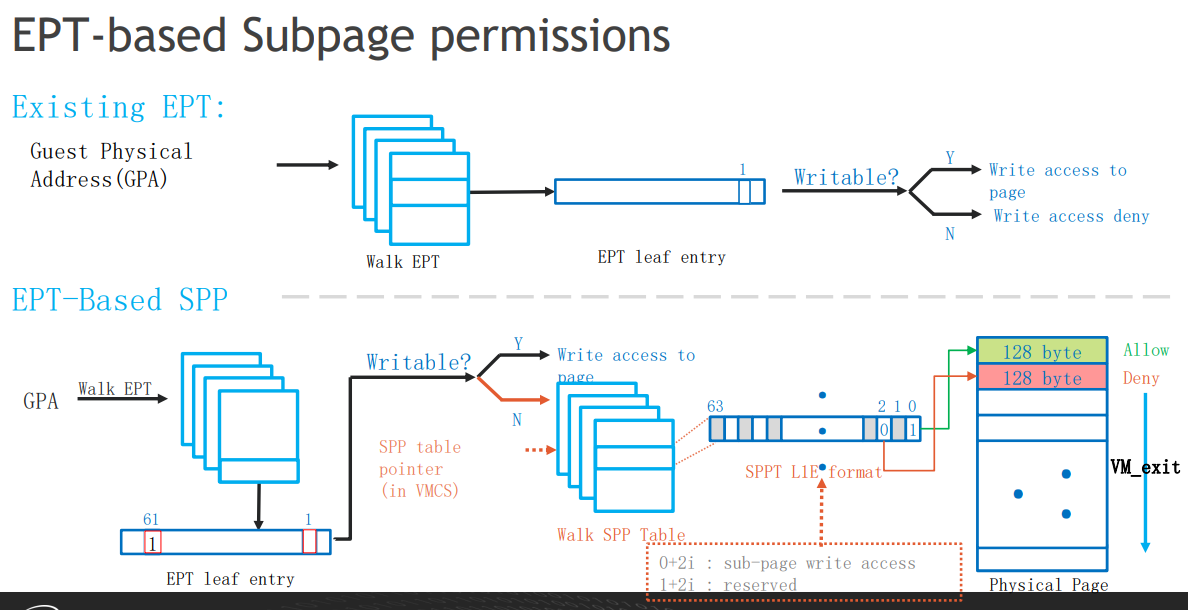 EPT-based Subpage permissions
Existing EPT:
Guest Physical
Address(GPA)
Walk EPT
1
EPT leaf entry
Writable?
Y
Write access to
page
Write access deny
N
EPT-Based SPP
GPA
Walk EPT
61
1
1
EPT leaf entry
Writable?
Y
Write access to
page
N
SPP table
pointer
(in VMCS)
Walk SPP Table
63
2 1 0
0
1
SPPT L1E format
0+2i : sub-page write access
1+2i : reserved
128 byte
Allow
128 byte
Deny
VM_exit
Physical Page